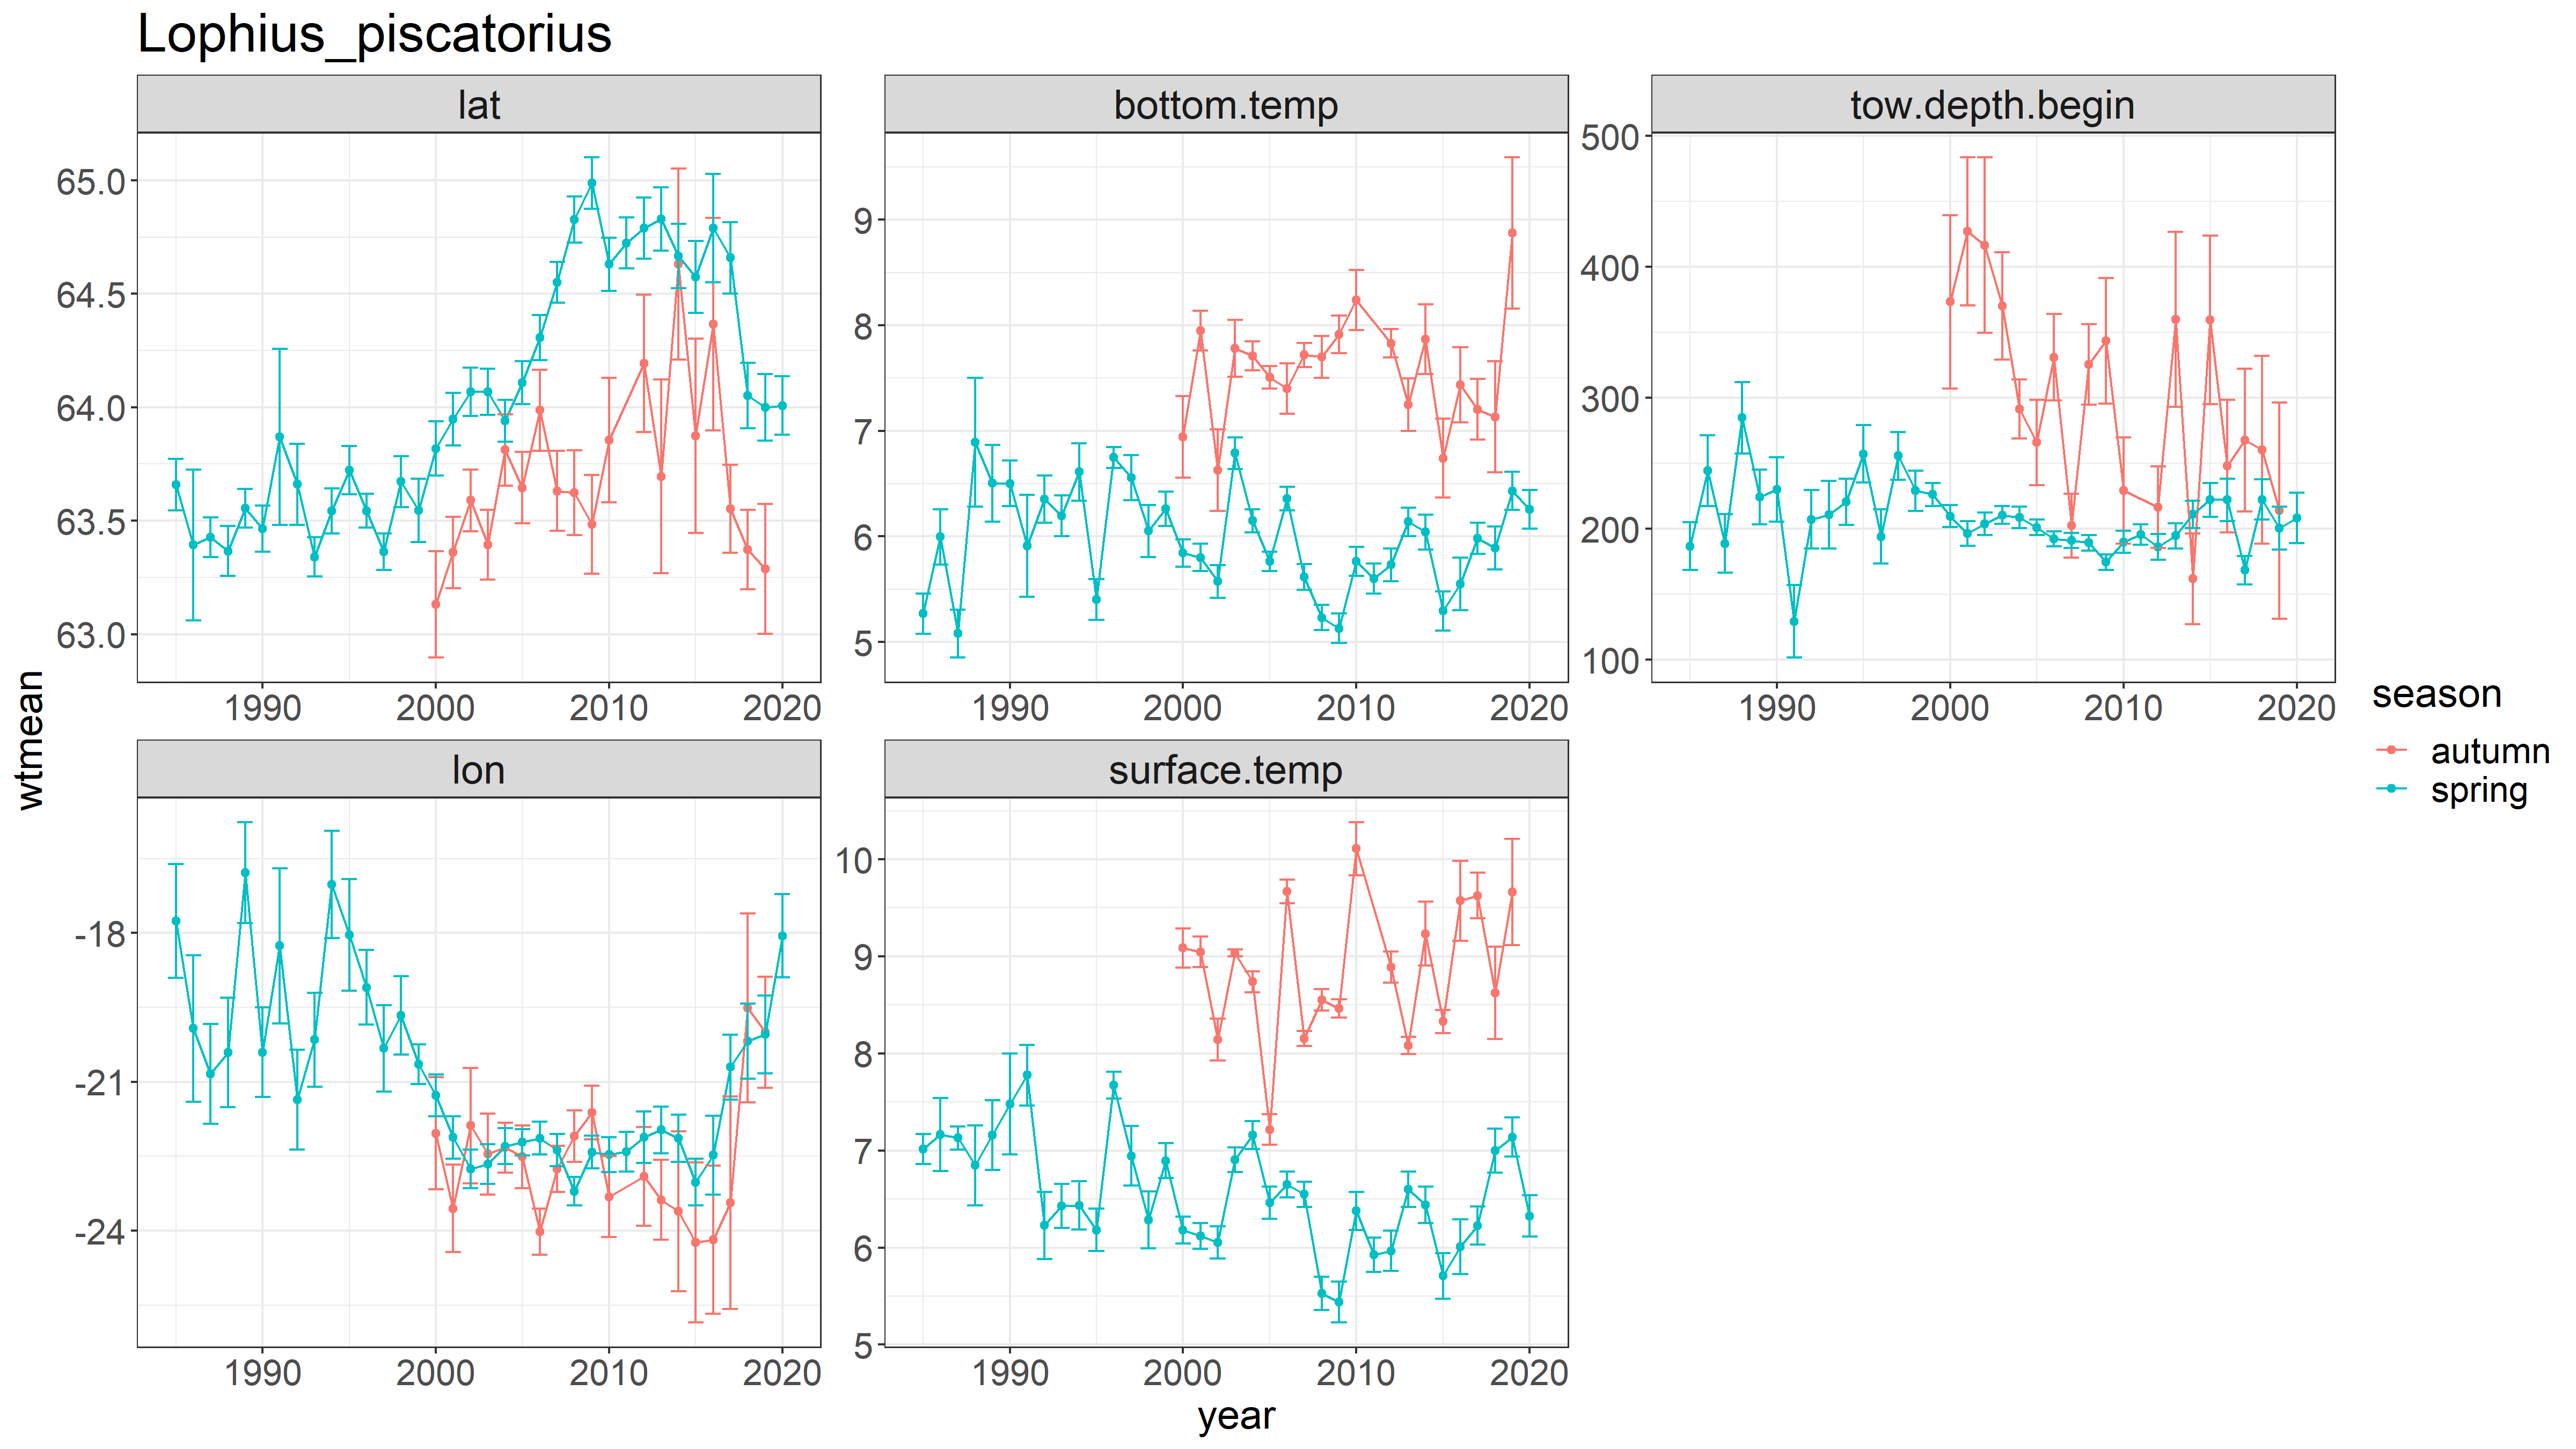 Lophius_piscatorius
lat
bottom.temp
tow.depth.begin
65.0
64.5
64.0
63.5
63.0
9
8
7
6
5
500
400
300
200
100
1990 2000 2010 2020
1990 2000 2010 2020
1990 2000 2010 2020
wtmean
season
autumn
spring
lon
surface.temp
-18
-21
-24
10
9
8
7
6
5
1990 2000 2010 2020
1990 2000 2010 2020
year